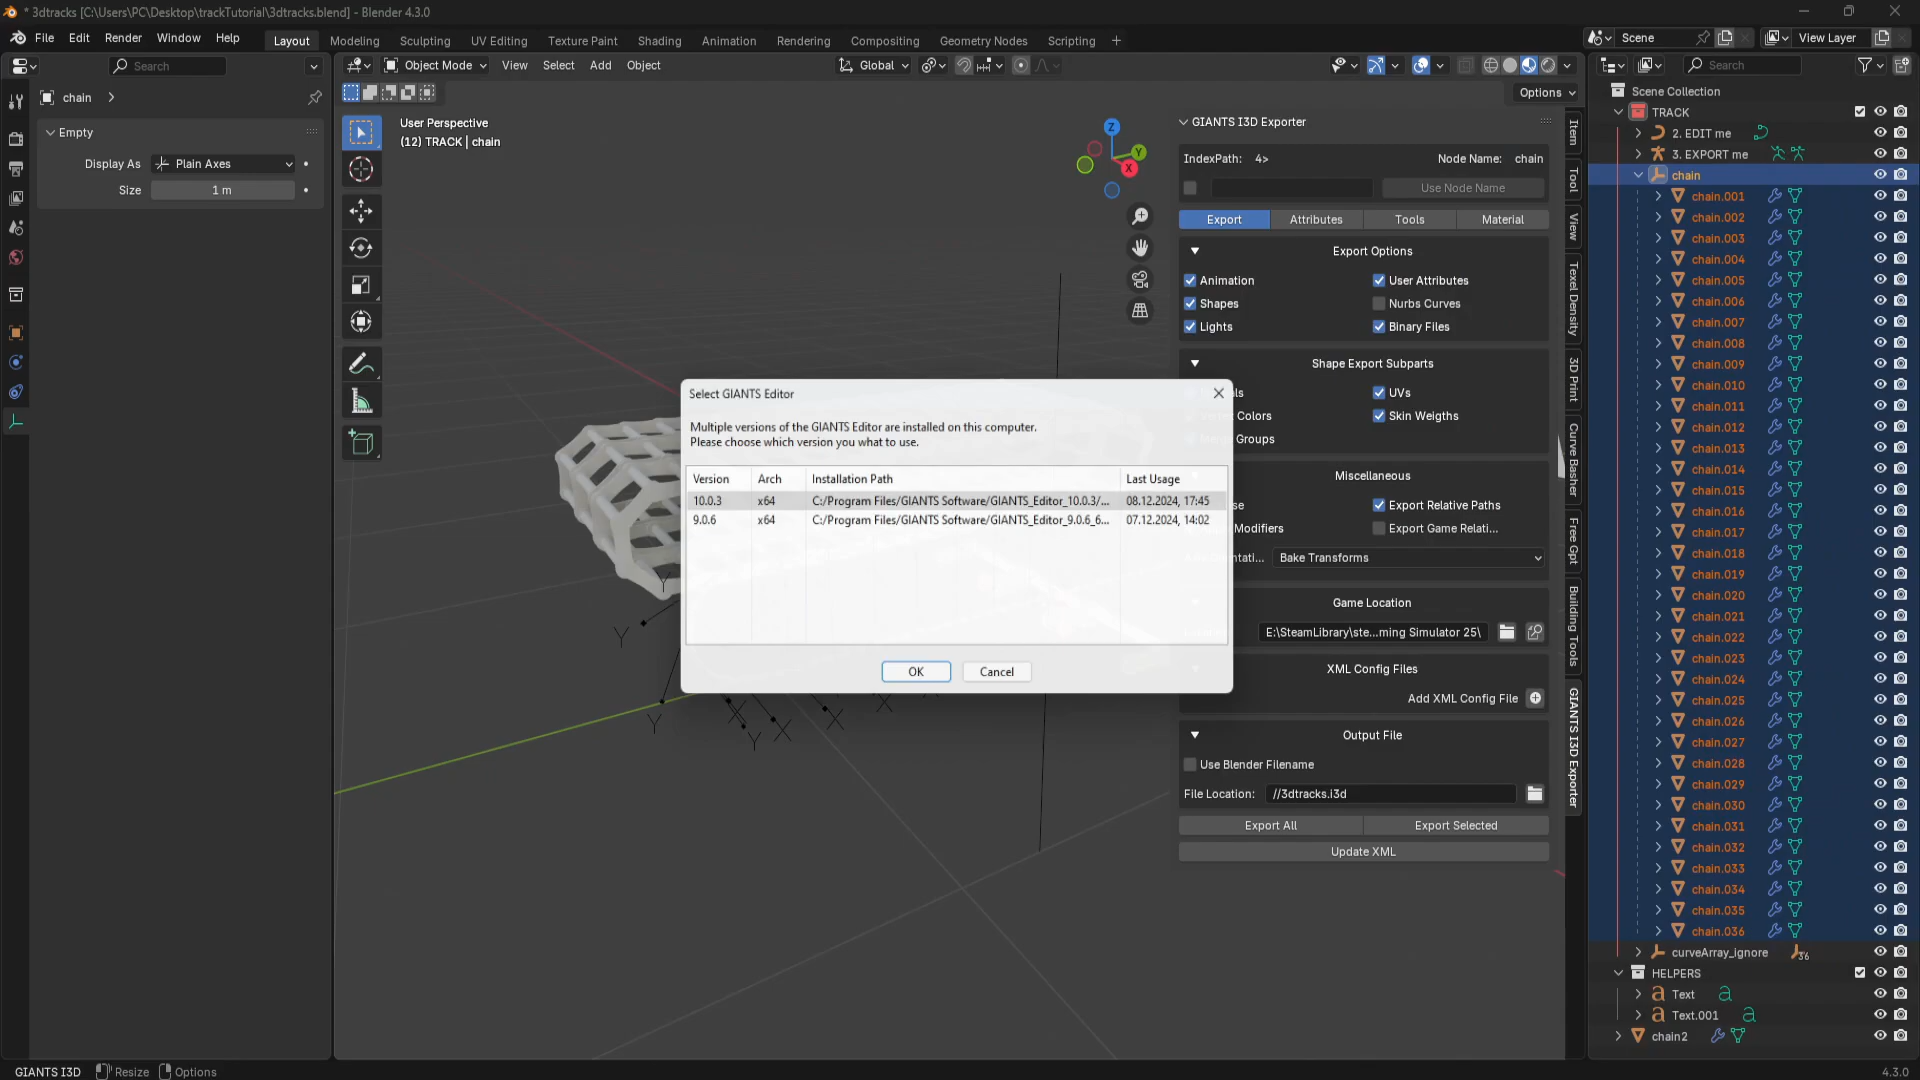 * 3dtracks [C:\Users\PC\Desktop\trackTutorial\3dtracks.blend] - Blender 4.3.0
File Edit Render Window Help
Layout Modeling Sculpting UV Editing Texture Paint Shading Animation Rendering Compositing Geometry Nodes Scripting +
Scene
View Layer
Search
Object Mode View Select Add Object
Global
Search
Options
chain
Empty
Display As Plain Axes
Size 1 m
User Perspective
(12) TRACK | chain
Z
Y
X
GIANTS I3D Exporter
IndexPath: 4>
Node Name: chain
Use Node Name
Export Attributes Tools Material
Export Options
Animation User Attributes
Shapes Nurbs Curves
Lights Binary Files
Shape Export Subparts
ls UVs
Colors Skin Weigths
Groups
Miscellaneous
se Export Relative Paths
Modifiers Export Game Relati...
ntati... Bake Transforms
Game Location
E:\SteamLibrary\ste...ming Simulator 25\
XML Config Files
Add XML Config File
Output File
Use Blender Filename
File Location: //3dtracks.i3d
Export All Export Selected
Update XML
Select GIANTS Editor
Multiple versions of the GIANTS Editor are installed on this computer.
Please choose which version you what to use.
Version Arch Installation Path Last Usage
10.0.3 x64 C:/Program Files/GIANTS Software/GIANTS_Editor_10.0.3/... 08.12.2024, 17:45
9.0.6 x64 C:/Program Files/GIANTS Software/GIANTS_Editor_9.0.6_6... 07.12.2024, 14:02
OK Cancel
Y
Y
Y
X
Y
X
X
X
Item
Tool
View
Texel Density
3D Print
Curve Basher
Free Gpt
Building Tools
GIANTS I3D Exporter
Scene Collection
TRACK
2. EDIT me
3. EXPORT me
chain
chain.001
chain.002
chain.003
chain.004
chain.005
chain.006
chain.007
chain.008
chain.009
chain.010
chain.011
chain.012
chain.013
chain.014
chain.015
chain.016
chain.017
chain.018
chain.019
chain.020
chain.021
chain.022
chain.023
chain.024
chain.025
chain.026
chain.027
chain.028
chain.029
chain.030
chain.031
chain.032
chain.033
chain.034
chain.035
chain.036
curveArray_ignore 36
HELPERS
Text
Text.001
chain2
GIANTS I3D Resize Options
4.3.0